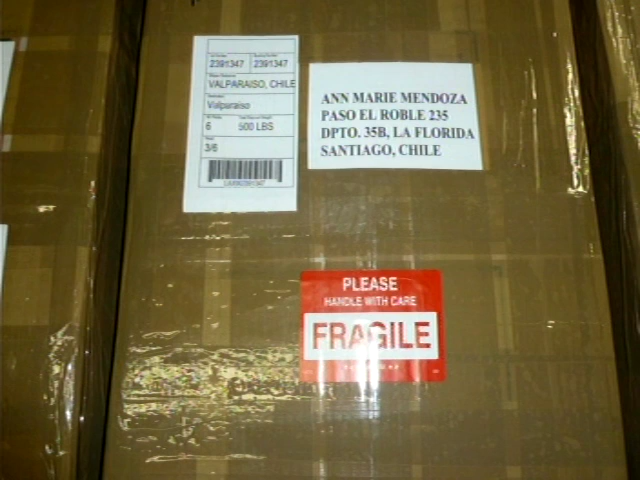 2391347 2391347
VALPARAISO, CHILE
Valparaiso
6 500 LBS
3/6
ANN MARIE MENDOZA
PASO EL ROBLE 235
DPTO. 35B, LA FLORIDA
SANTIAGO, CHILE
PLEASE
HANDLE WITH CARE
FRAGILE